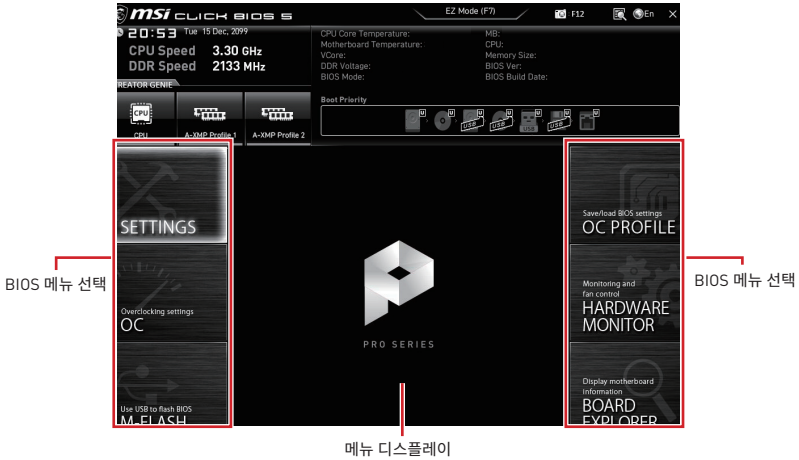 msi CLICK BIOS 5
EZ Mode (F7)
F12
En
20:53 Tue 15 Dec, 2099
CPU Speed 3.30 GHz
DDR Speed 2133 MHz
CPU Core Temperature:
Motherboard Temperature:
VCore:
DDR Voltage:
BIOS Mode:
MB:
CPU:
Memory Size:
BIOS Ver:
BIOS Build Date:
REATOR GENIE
CPU
CPU
A-XMP Profile 1
A-XMP Profile 2
Boot Priority
U U U U U U U
USB USB USB USB
SETTINGS
Overclocking settings
OC
Use USB to flash BIOS
M-FLASH
PRO SERIES
Save/load BIOS settings
OC PROFILE
Monitoring and
fan control
HARDWARE
MONITOR
Display motherboard
information
BOARD
EXPLORER
BIOS 메뉴 선택
BIOS 메뉴 선택
메뉴 디스플레이